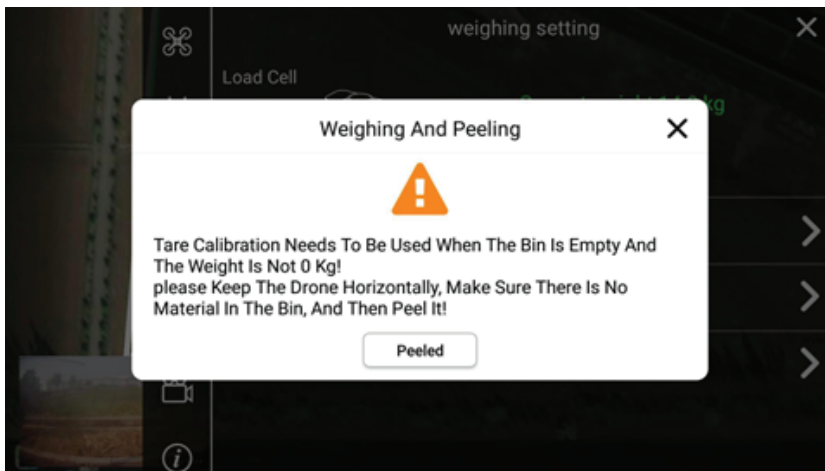 weighing setting
Load Cell
kg
Weighing And Peeling
Tare Calibration Needs To Be Used When The Bin Is Empty And
The Weight Is Not 0 Kg!
please Keep The Drone Horizontally, Make Sure There Is No
Material In The Bin, And Then Peel It!
Peeled